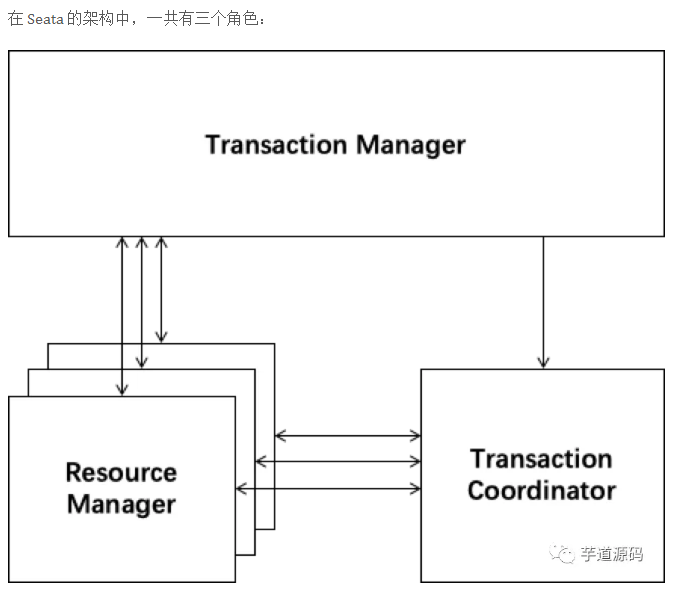 在 Seata 的架构中，一共有三个角色：
Transaction Manager
Resource
Manager
Transaction
Coordinator
芋道源码